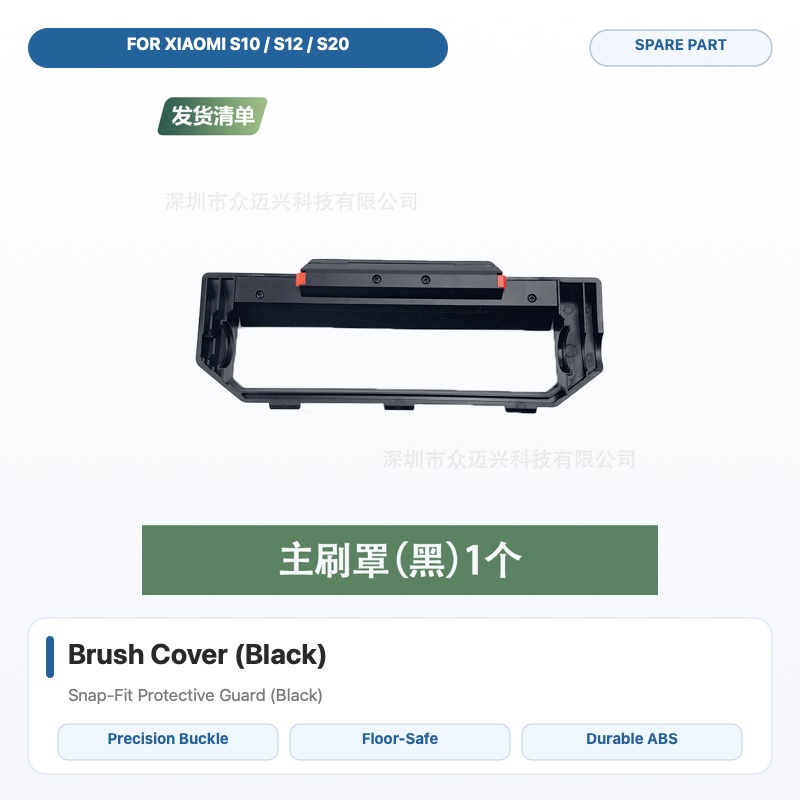 FOR XIAOMI S10 / S12 / S20
SPARE PART
发货清单
深圳市众迈兴科技有限公司
深圳市众迈兴科技有限公司
主刷罩(黑)1个
Brush Cover (Black)
Snap-Fit Protective Guard (Black)
Precision Buckle
Floor-Safe
Durable ABS